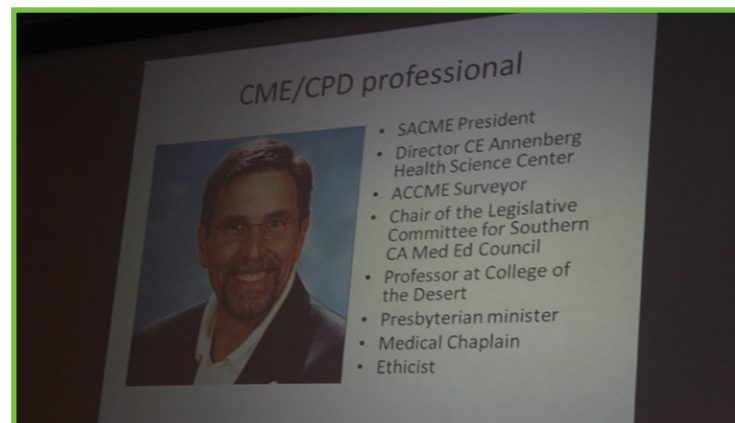 CME/CPD professional
• SACME President
• Director CE Annenberg
Health Science Center
• ACCME Surveyor
• Chair of the Legislative
Committee for Southern
CA Med Ed Council
• Professor at College of
the Desert
• Presbyterian minister
• Medical Chaplain
• Ethicist